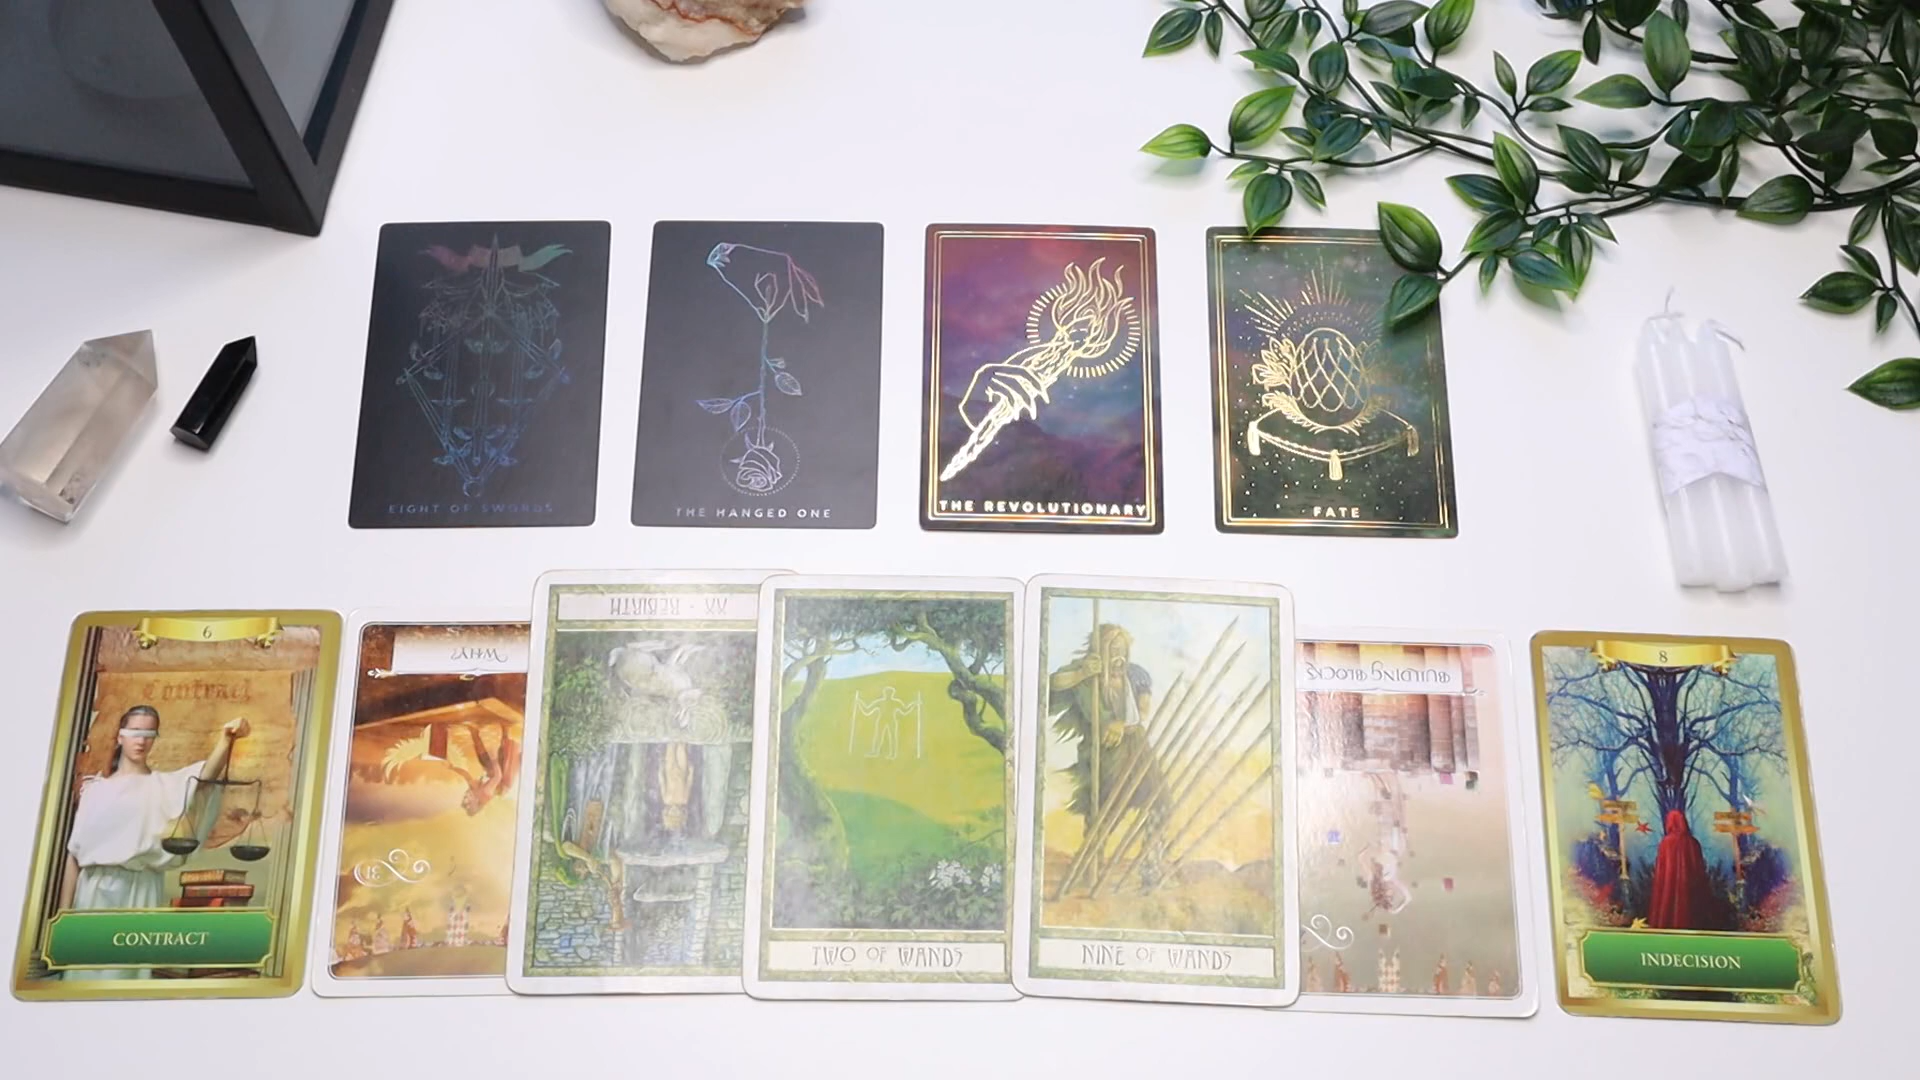 EIGHT OF SWORDS
THE HANGED ONE
THE REVOLUTIONARY
FATE
6
Contract
CONTRACT
WHY?
31
XX · REBIRTH
TWO OF WANDS
NINE OF WANDS
BUILDING BLOCKS
8
INDECISION